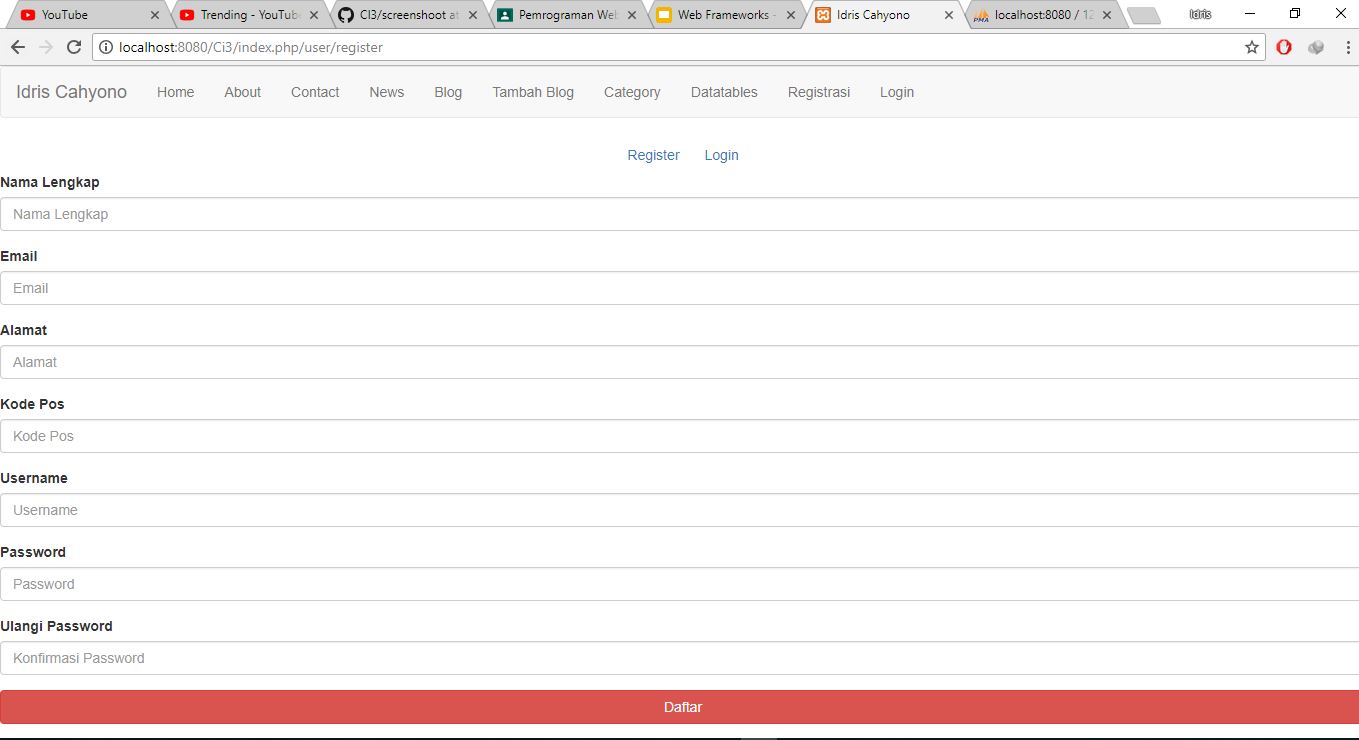 YouTube Trending - YouTube CI3/screenshoot at Pemrograman Web Web Frameworks - Idris Cahyono localhost:8080 / 12 Idris
localhost:8080/Ci3/index.php/user/register
Idris Cahyono Home About Contact News Blog Tambah Blog Category Datatables Registrasi Login
Register Login
Nama Lengkap
Nama Lengkap
Email
Email
Alamat
Alamat
Kode Pos
Kode Pos
Username
Username
Password
Password
Ulangi Password
Konfirmasi Password
Daftar